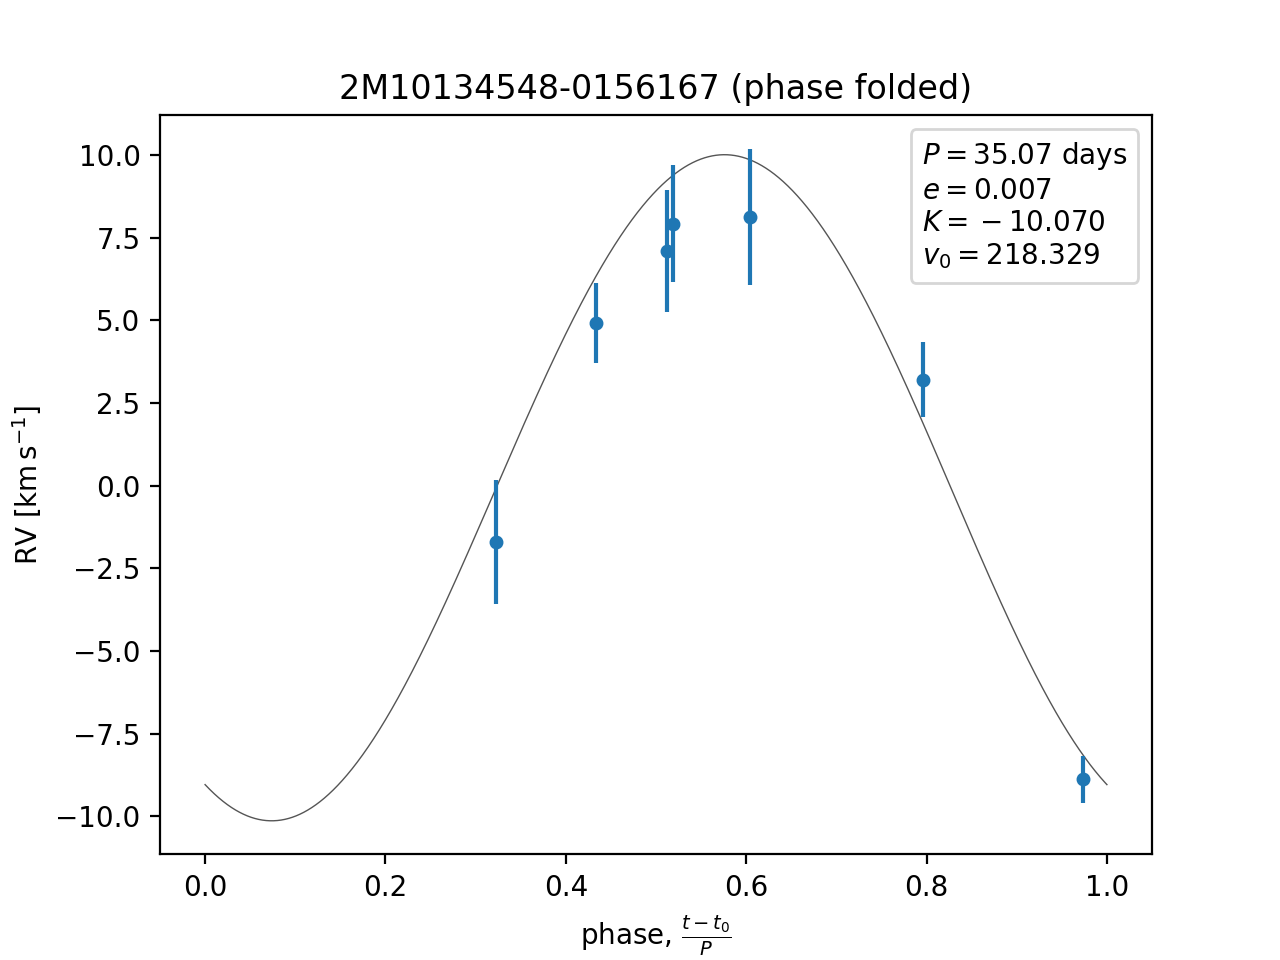 2M10134548-0156167 (phase folded)
P = 35.07 days
e = 0.007
K = −10.070
v₀ = 218.329
RV [km s⁻¹]
10.0
7.5
5.0
2.5
0.0
−2.5
−5.0
−7.5
−10.0
0.0 0.2 0.4 0.6 0.8 1.0
phase, (t − t₀)/P